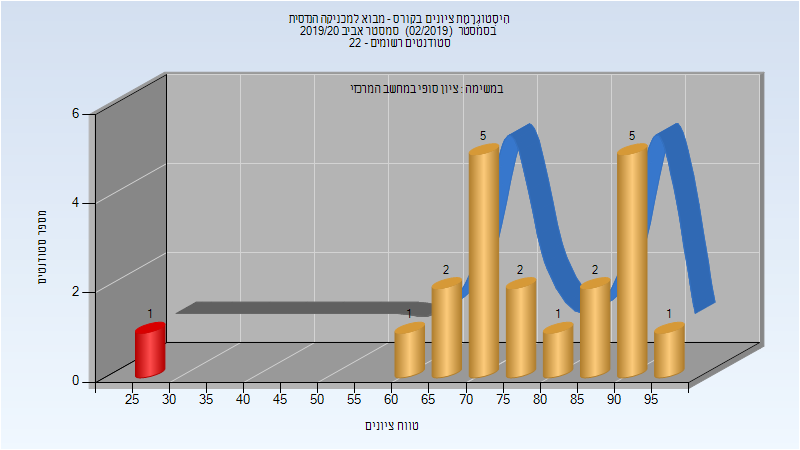 היסטוגרמת ציונים בקורס - מבוא למכניקה הנדסית
בסמסטר (02/2019) סמסטר אביב 2019/20
סטודנטים רשומים - 22
במשימה : ציון סופי במחשב המרכזי
מספר סטודנטים
6
4
2
0
1
1
2
5
2
1
2
5
1
25 30 35 40 45 50 55 60 65 70 75 80 85 90 95
טווח ציונים